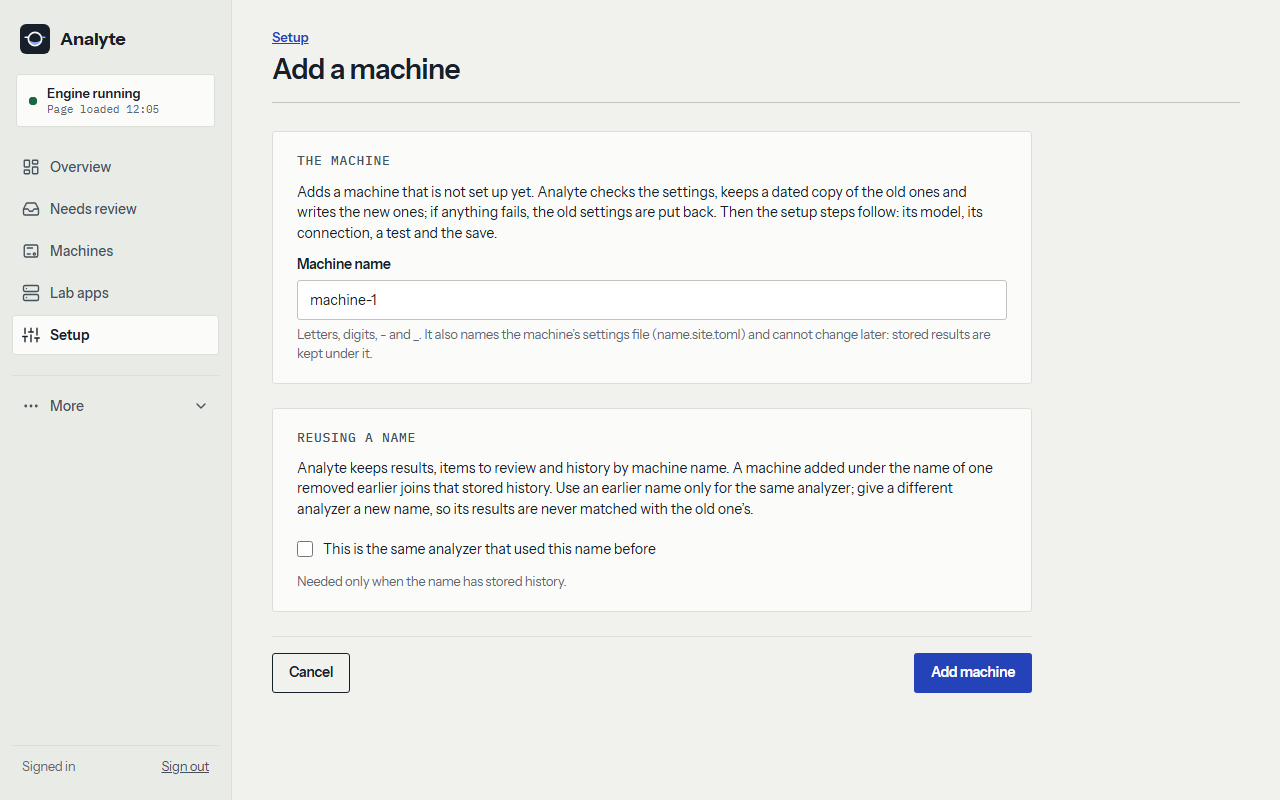 Analyte
Engine running
Page loaded 12:05
Overview
Needs review
Machines
Lab apps
Setup
More
Signed in
Sign out
Setup
Add a machine
THE MACHINE
Adds a machine that is not set up yet. Analyte checks the settings, keeps a dated copy of the old ones and
writes the new ones; if anything fails, the old settings are put back. Then the setup steps follow: its model, its
connection, a test and the save.
Machine name
machine-1
Letters, digits, - and _. It also names the machine's settings file (name.site.toml) and cannot change later: stored results are
kept under it.
REUSING A NAME
Analyte keeps results, items to review and history by machine name. A machine added under the name of one
removed earlier joins that stored history. Use an earlier name only for the same analyzer; give a different
analyzer a new name, so its results are never matched with the old one's.
This is the same analyzer that used this name before
Needed only when the name has stored history.
Cancel
Add machine